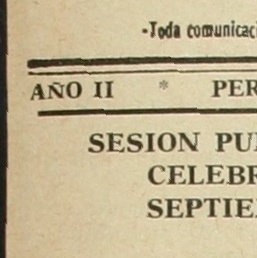 -Toda comunicaci
AÑO II * PER
SESION PU
CELEBR
SEPTIE